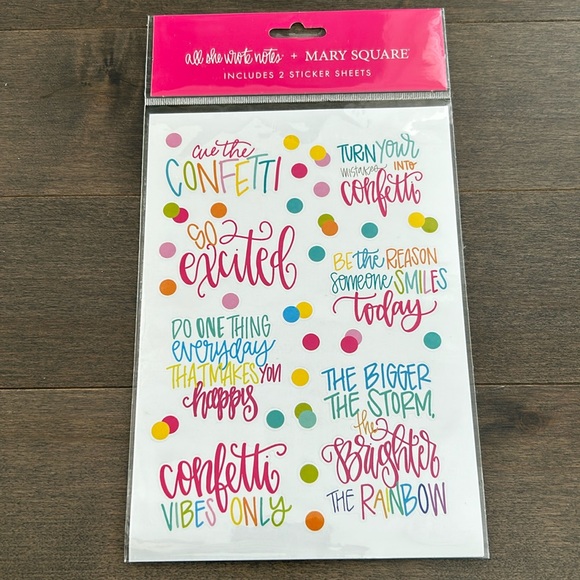 all she wrote notes + MARY SQUARE
INCLUDES 2 STICKER SHEETS
cue the
CONFETTI
TURN your
mistakes INTO
confetti
SO
excited
BE the REASON
someone SMILES
today
DO ONE THING
everyday
THAT MAKES YOU
happy
THE BIGGER
THE STORM,
the
Brighter
THE RAINBOW
confetti
VIBES ONLY